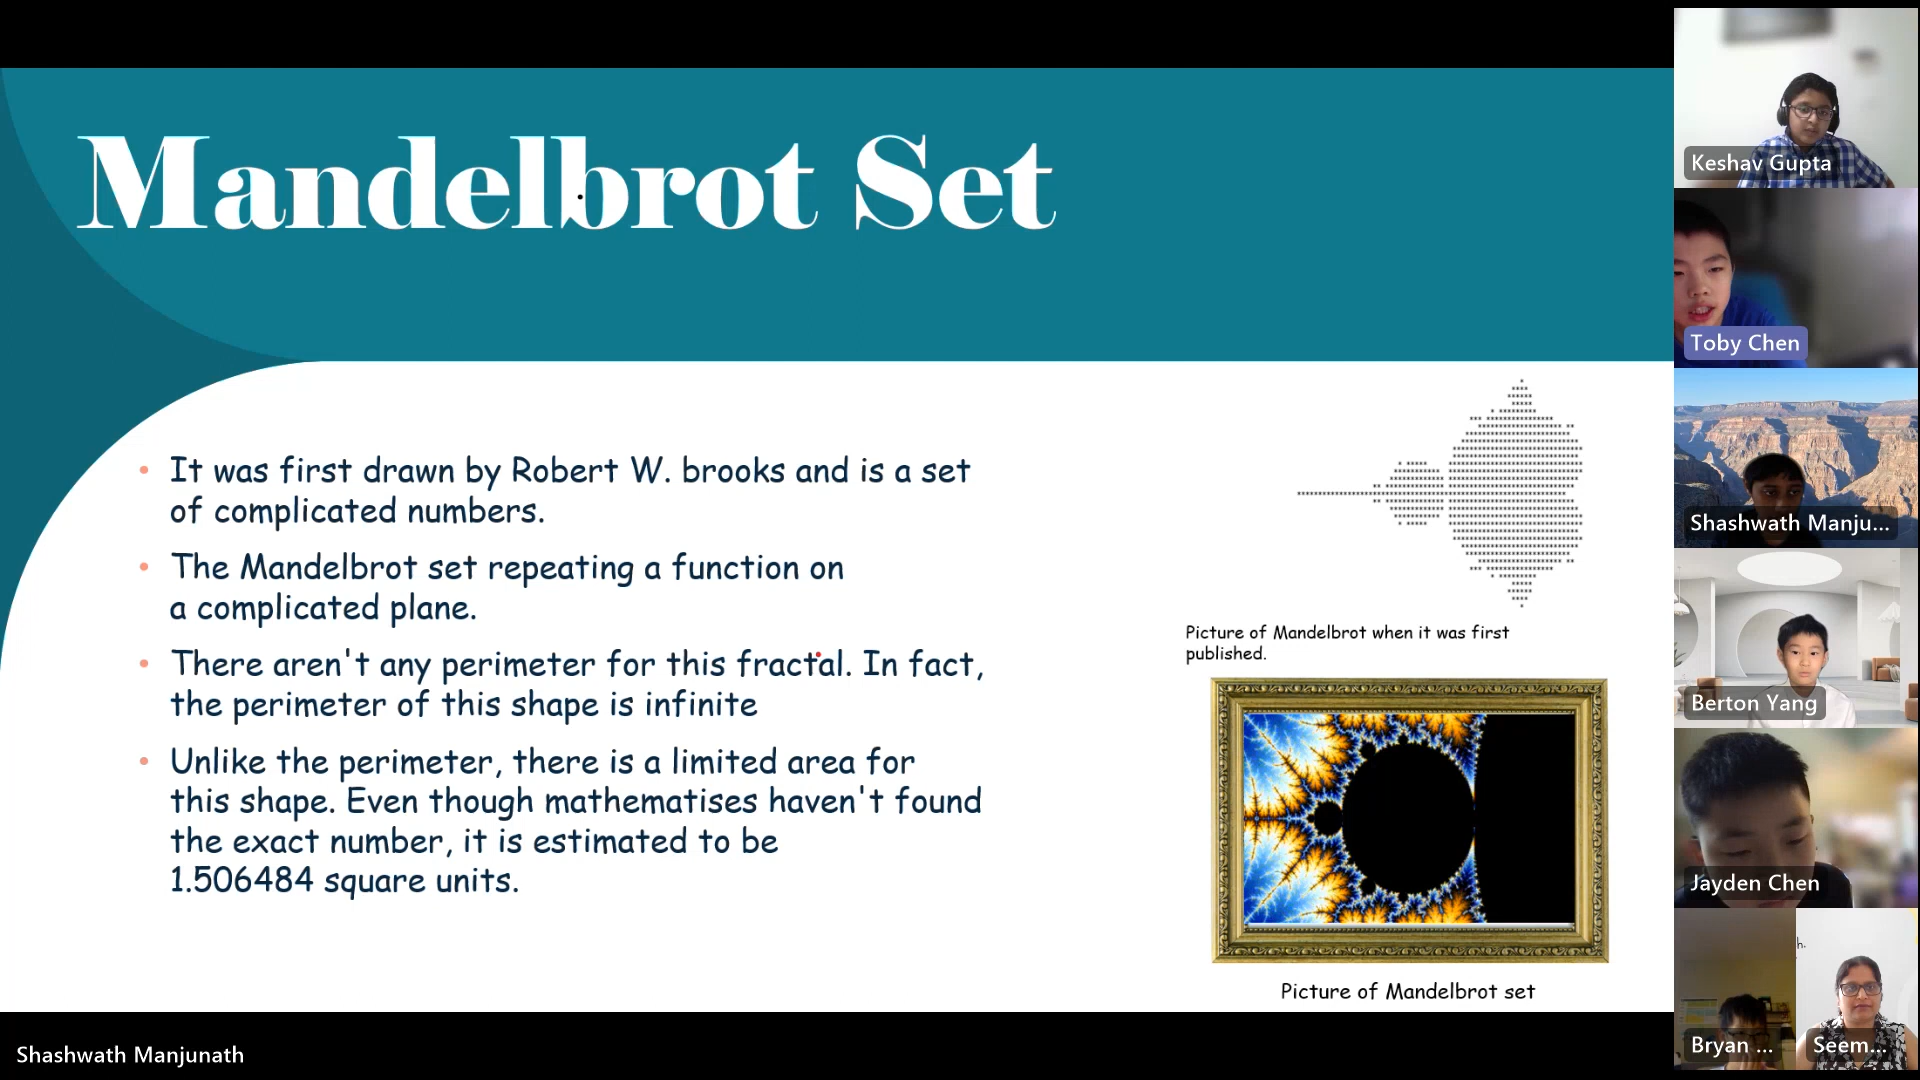 Mandelbrot Set
• It was first drawn by Robert W. brooks and is a set
of complicated numbers.
• The Mandelbrot set repeating a function on
a complicated plane.
• There aren't any perimeter for this fractal. In fact,
the perimeter of this shape is infinite
• Unlike the perimeter, there is a limited area for
this shape. Even though mathematises haven't found
the exact number, it is estimated to be
1.506484 square units.
Picture of Mandelbrot when it was first
published.
Picture of Mandelbrot set
Shashwath Manjunath
Keshav Gupta
Toby Chen
Shashwath Manju...
Berton Yang
Jayden Chen
Bryan ...
Seem...